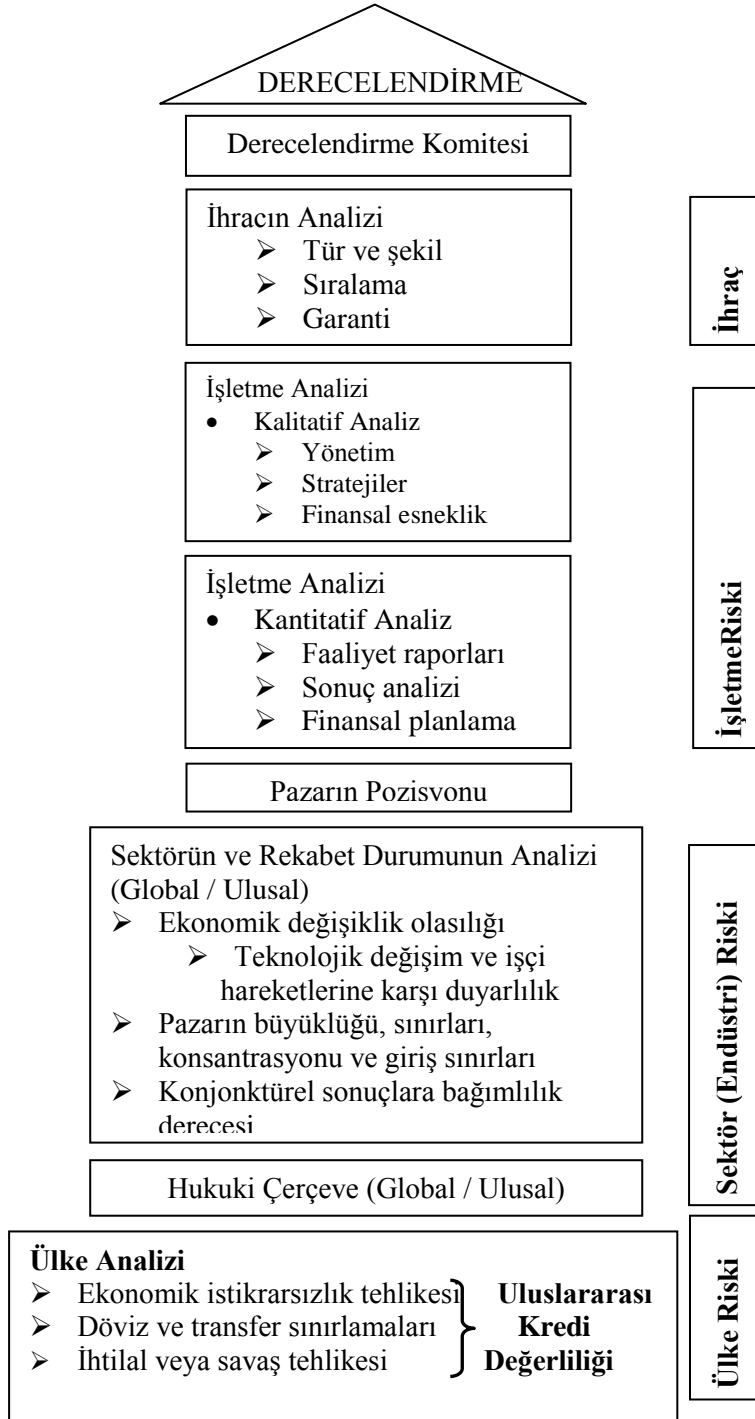 DERECELENDİRME
Derecelendirme Komitesi
İhracın Analizi
➢ Tür ve şekil
➢ Sıralama
➢ Garanti
İhraç
İşletme Analizi
• Kalitatif Analiz
➢ Yönetim
➢ Stratejiler
➢ Finansal esneklik
İşletme Analizi
• Kantitatif Analiz
➢ Faaliyet raporları
➢ Sonuç analizi
➢ Finansal planlama
İşletmeRiski
Pazarın Pozisvonu
Sektörün ve Rekabet Durumunun Analizi
(Global / Ulusal)
➢ Ekonomik değişiklik olasılığı
➢ Teknolojik değişim ve işçi
hareketlerine karşı duyarlılık
➢ Pazarın büyüklüğü, sınırları,
konsantrasyonu ve giriş sınırları
➢ Konjonktürel sonuçlara bağımlılık
derecesi
Sektör (Endüstri) Riski
Hukuki Çerçeve (Global / Ulusal)
Ülke Analizi
➢ Ekonomik istikrarsızlık tehlikesi
➢ Döviz ve transfer sınırlamaları
➢ İhtilal veya savaş tehlikesi
Uluslararası
Kredi
Değerliliği
Ülke Riski